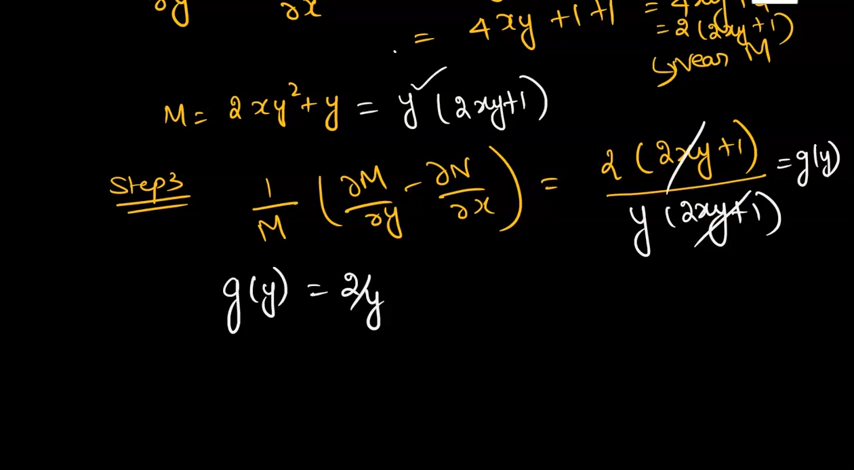 ∂y ∂x
= 4xy+1+1 = 4xy
= 2(2xy+1)
near M
M = 2xy² + y = y(2xy+1)
Step3 1/M (∂M/∂y - ∂N/∂x) = 2(2xy+1)/y(2xy+1) = g(y)
g(y) = 2/y